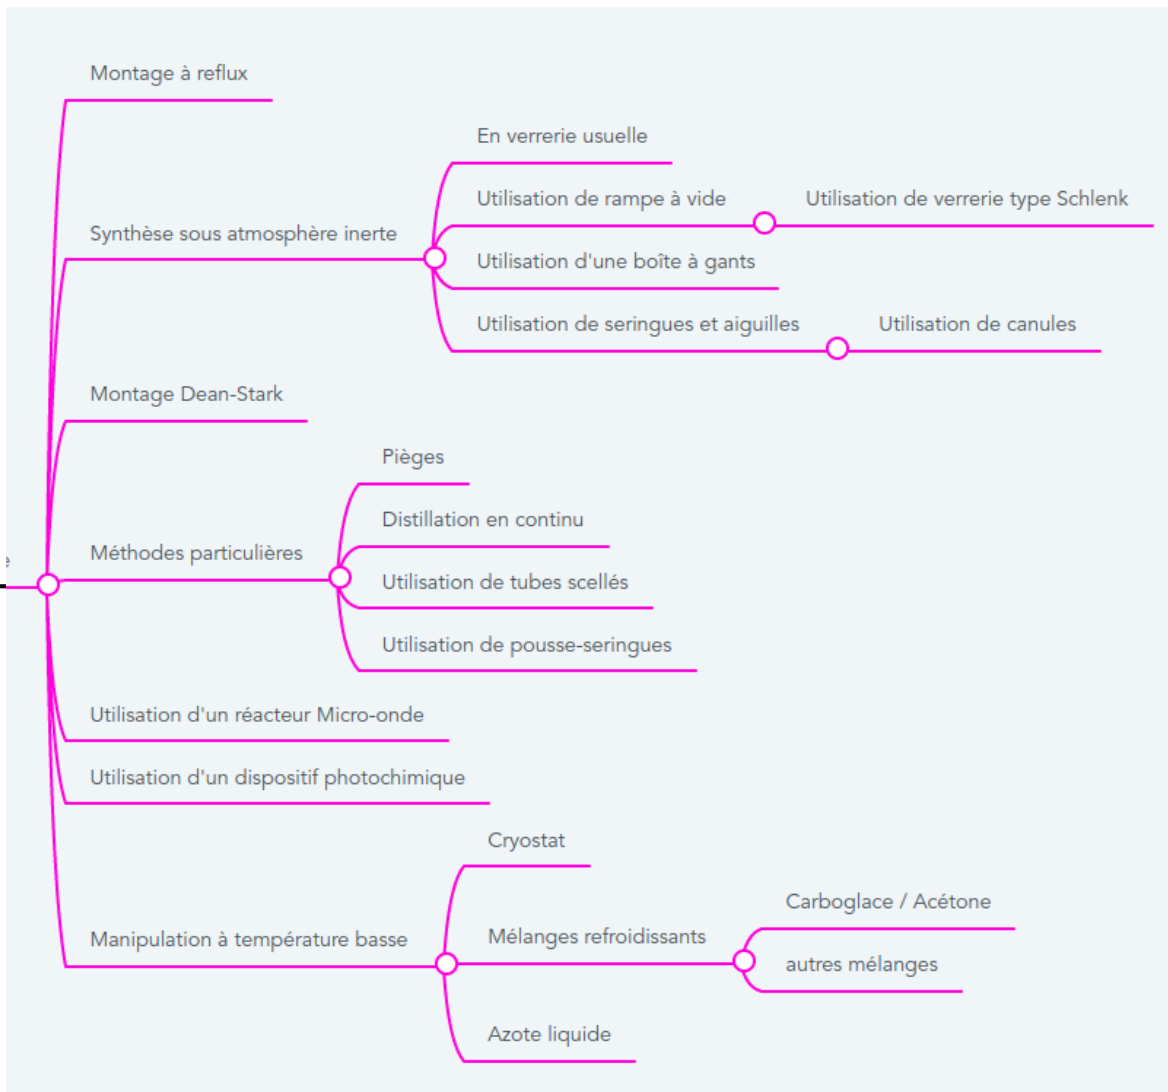 Montage à reflux
En verrerie usuelle
Utilisation de rampe à vide
Utilisation de verrerie type Schlenk
Synthèse sous atmosphère inerte
Utilisation d'une boîte à gants
Utilisation de seringues et aiguilles
Utilisation de canules
Montage Dean-Stark
Pièges
Distillation en continu
Méthodes particulières
Utilisation de tubes scellés
Utilisation de pousse-seringues
Utilisation d'un réacteur Micro-onde
Utilisation d'un dispositif photochimique
Cryostat
Carboglace / Acétone
Manipulation à température basse
Mélanges refroidissants
autres mélanges
Azote liquide